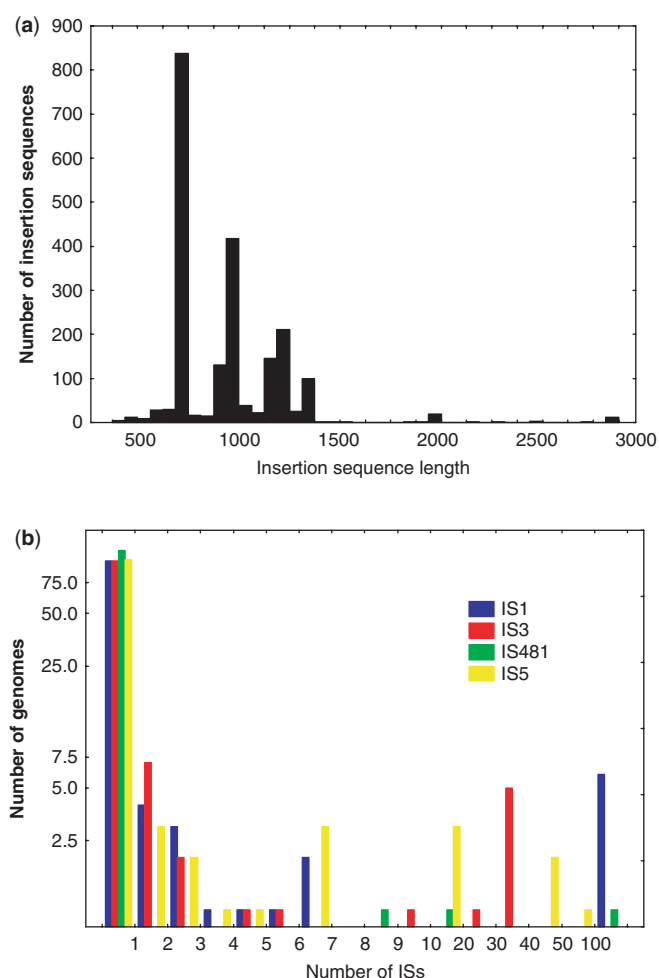 (a)
900
800
700
600
500
400
300
200
100
0
Number of insertion sequences
500 1000 1500 2000 2500 3000
Insertion sequence length
(b)
75.0
50.0
25.0
7.5
5.0
2.5
Number of genomes
IS1
IS3
IS481
IS5
1 2 3 4 5 6 7 8 9 10 20 30 40 50 100
Number of ISs